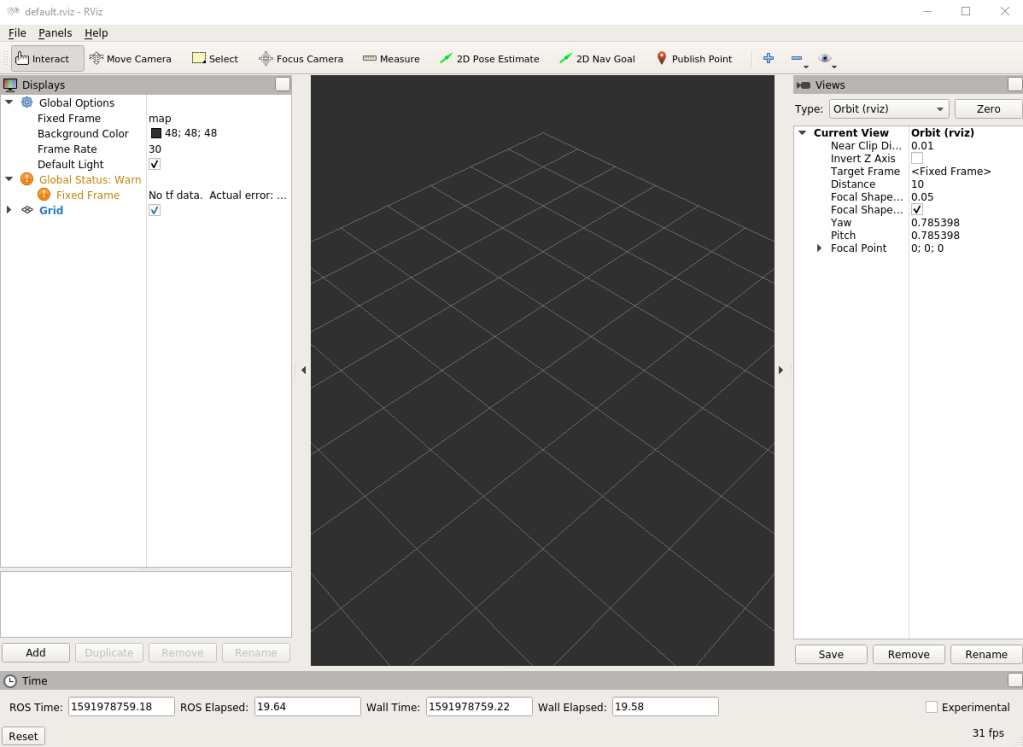 default.rviz - RViz
File Panels Help
Interact Move Camera Select Focus Camera Measure 2D Pose Estimate 2D Nav Goal Publish Point
Displays
Global Options
Fixed Frame map
Background Color 48; 48; 48
Frame Rate 30
Default Light
Global Status: Warn
Fixed Frame No tf data.  Actual error: ...
Grid
Add Duplicate Remove Rename
Views
Type: Orbit (rviz) Zero
Current View Orbit (rviz)
Near Clip Di... 0.01
Invert Z Axis
Target Frame <Fixed Frame>
Distance 10
Focal Shape... 0.05
Focal Shape...
Yaw 0.785398
Pitch 0.785398
Focal Point 0; 0; 0
Save Remove Rename
Time
ROS Time: 1591978759.18 ROS Elapsed: 19.64 Wall Time: 1591978759.22 Wall Elapsed: 19.58 Experimental
Reset 31 fps